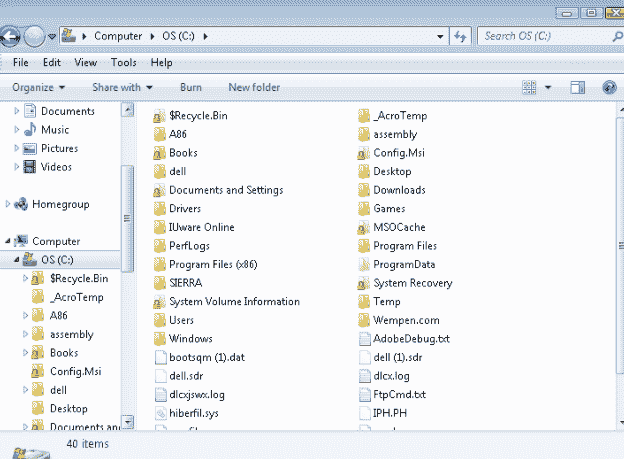 Computer ▸ OS (C:) ▸
Search OS (C:)
File Edit View Tools Help
Organize Share with Burn New folder
Documents
Music
Pictures
Videos
Homegroup
Computer
OS (C:)
$Recycle.Bin
_AcroTemp
A86
assembly
Books
Config.Msi
dell
Desktop
Documents an
$Recycle.Bin
A86
Books
dell
Documents and Settings
Drivers
IUware Online
PerfLogs
Program Files (x86)
SIERRA
System Volume Information
Users
Windows
bootsqm (1).dat
dell.sdr
dlcxjswx.log
hiberfil.sys
_AcroTemp
assembly
Config.Msi
Desktop
Downloads
Games
MSOCache
Program Files
ProgramData
System Recovery
Temp
Wempen.com
AdobeDebug.txt
dell (1).sdr
dlcx.log
FtpCmd.txt
IPH.PH
40 items